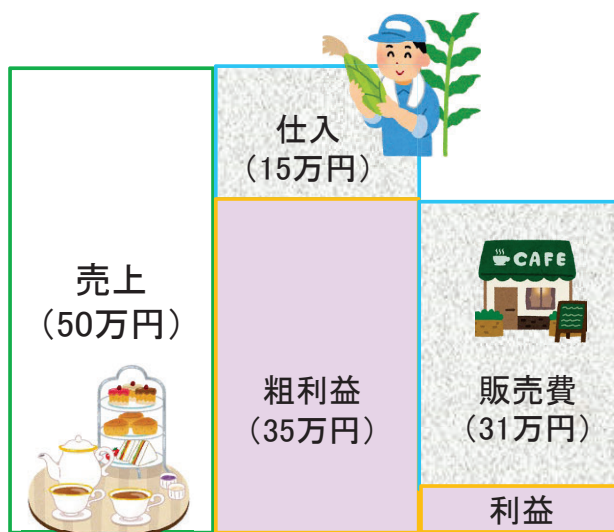 仕入
（15万円）
売上
（50万円）
CAFE
粗利益
（35万円）
販売費
（31万円）
利益